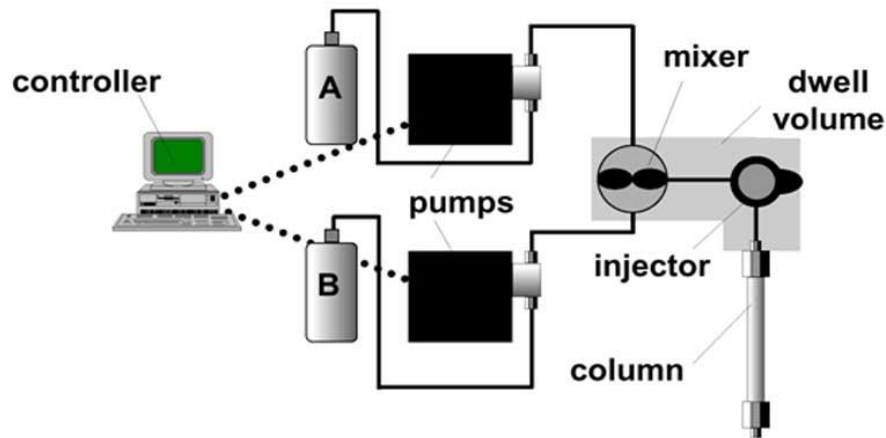 controller
A
mixer
dwell
volume
pumps
B
injector
column